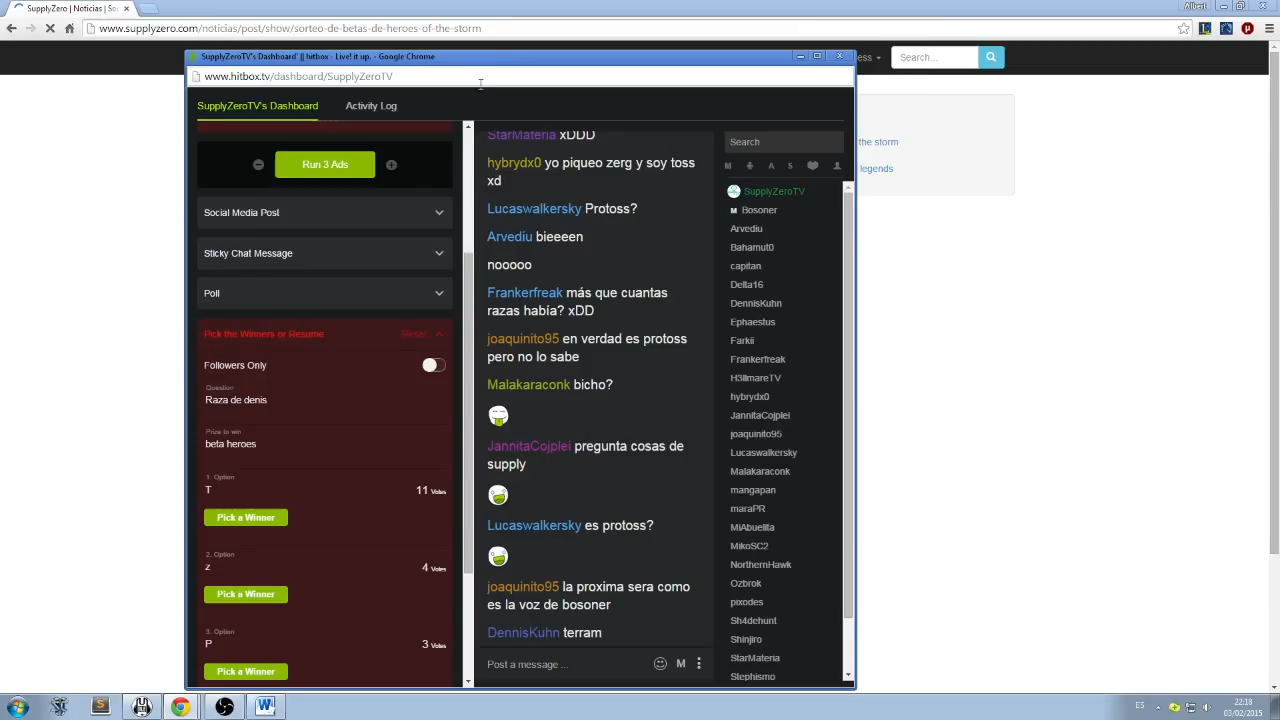 SupplyZero | Noticias | Sc
Alberti
www.supplyzero.com/noticias/post/show/sorteo-de-betas-de-heroes-of-the-storm
ess
Search...
the storm
legends
SupplyZeroTV's Dashboard' || hitbox - Live! it up. - Google Chrome
www.hitbox.tv/dashboard/SupplyZeroTV
SupplyZeroTV's Dashboard
Activity Log
Run 3 Ads
Social Media Post
Sticky Chat Message
Poll
Pick the Winners or Resume
Reset
Followers Only
Question
Raza de denis
Prize to win
beta heroes
1. Option
T
11 Votes
Pick a Winner
2. Option
z
4 Votes
Pick a Winner
3. Option
P
3 Votes
Pick a Winner
StarMateria xDDD
hybrydx0 yo piqueo zerg y soy toss
xd
Lucaswalkersky Protoss?
Arvediu bieeeen
nooooo
Frankerfreak más que cuantas
razas había? xDD
joaquinito95 en verdad es protoss
pero no lo sabe
Malakaraconk bicho?
JannitaCojplei pregunta cosas de
supply
Lucaswalkersky es protoss?
joaquinito95 la proxima sera como
es la voz de bosoner
DennisKuhn terram
Post a message ...
M
Search
M
A
S
SupplyZeroTV
M Bosoner
Arvediu
Bahamut0
capitan
Delta16
DennisKuhn
Ephaestus
Farkii
Frankerfreak
H3llmareTV
hybrydx0
JannitaCojplei
joaquinito95
Lucaswalkersky
Malakaraconk
mangapan
maraPR
MiAbuelita
MikoSC2
NorthernHawk
Ozbrok
pixodes
Sh4dehunt
Shinjiro
StarMateria
Stephismo
ES
22:18
03/02/2015